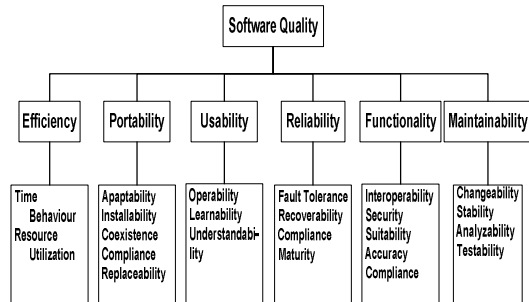 Software Quality
Efficiency
Portability
Usability
Reliability
Functionality
Maintainability
Time
Behaviour
Resource
Utilization
Apaptability
Installability
Coexistence
Compliance
Replaceability
Operability
Learnability
Understandabi-
lity
Fault Tolerance
Recoverability
Compliance
Maturity
Interoperability
Security
Suitability
Accuracy
Compliance
Changeability
Stability
Analyzability
Testability